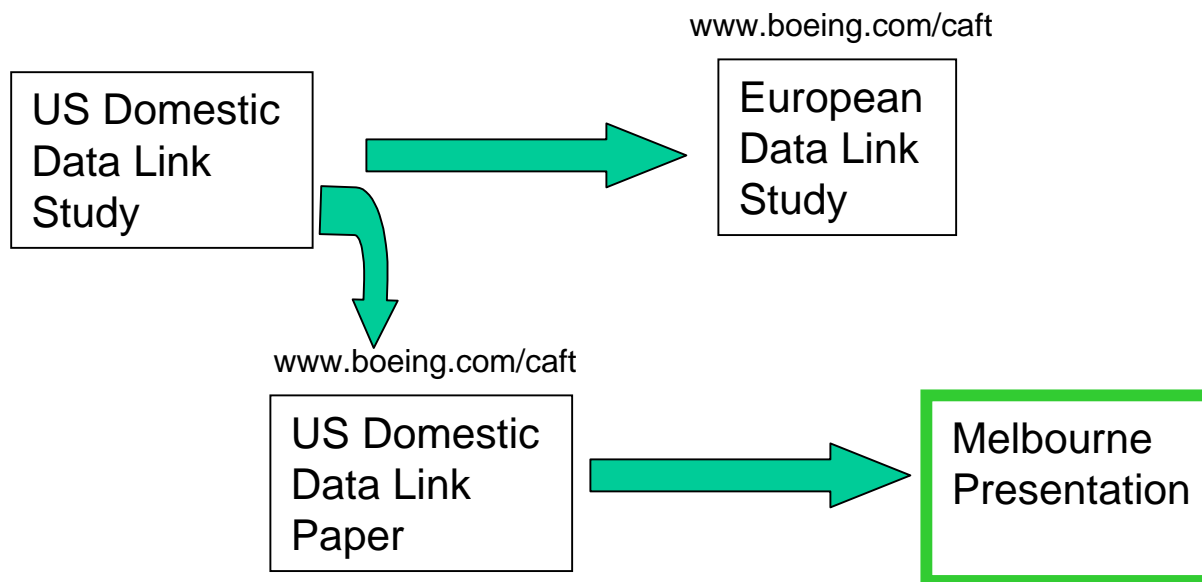 www.boeing.com/caft
US Domestic
Data Link
Study
European
Data Link
Study
www.boeing.com/caft
US Domestic
Data Link
Paper
Melbourne
Presentation